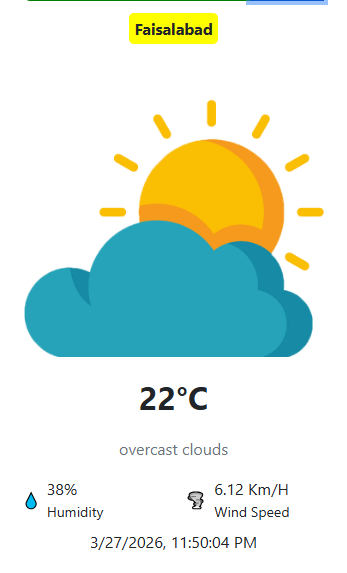 Faisalabad
22°C
overcast clouds
38%
Humidity
6.12 Km/H
Wind Speed
3/27/2026, 11:50:04 PM